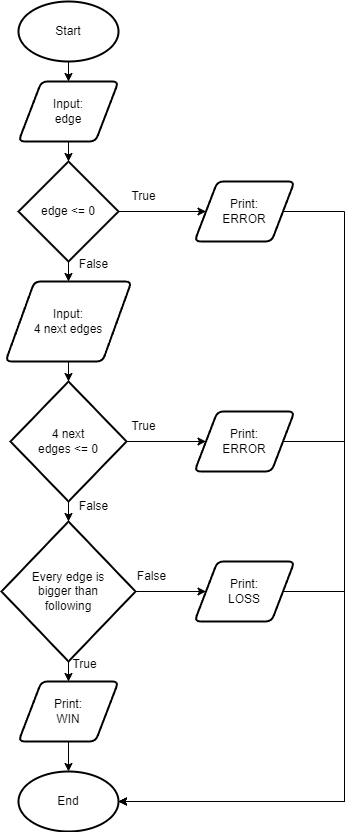 Start
Input:
edge
edge <= 0
True
Print:
ERROR
False
Input:
4 next edges
4 next
edges <= 0
True
Print:
ERROR
False
Every edge is
bigger than
following
False
Print:
LOSS
True
Print:
WIN
End